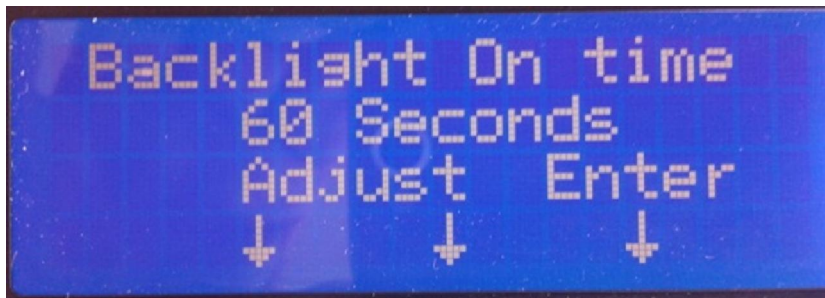 Backlight On time
60 Seconds
Adjust Enter
↓ ↓ ↓